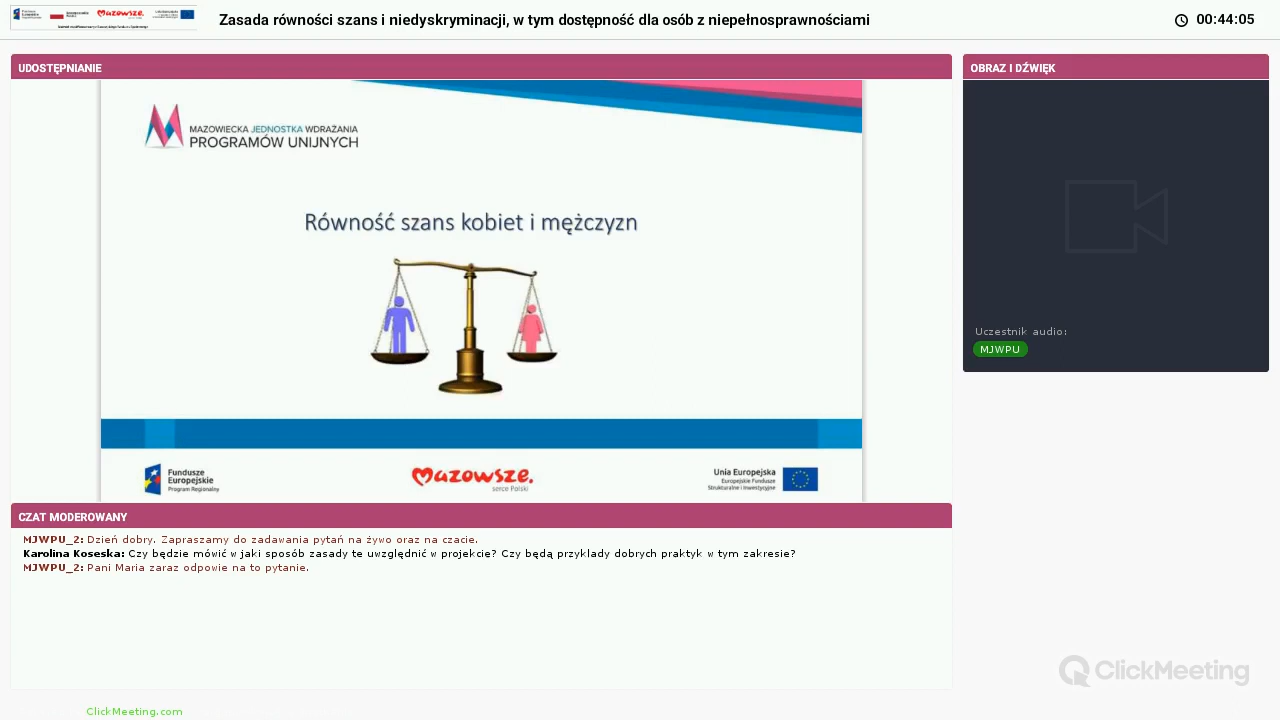 Zasada równości szans i niedyskryminacji, w tym dostępność dla osób z niepełnosprawnościami
00:44:05
UDOSTĘPNIANIE
OBRAZ I DŹWIĘK
MAZOWIECKA JEDNOSTKA WDRAŻANIA
PROGRAMÓW UNIJNYCH
Równość szans kobiet i mężczyzn
Uczestnik audio:
MJWPU
Fundusze
Europejskie
Program Regionalny
Mazowsze.
serce Polski
Unia Europejska
Europejskie Fundusze
Strukturalne i Inwestycyjne
CZAT MODEROWANY
MJWPU_2: Dzień dobry. Zapraszamy do zadawania pytań na żywo oraz na czacie.
Karolina Koseska: Czy będzie mówić w jaki sposób zasady te uwzględnić w projekcie? Czy będą przyklady dobrych praktyk w tym zakresie?
MJWPU_2: Pani Maria zaraz odpowie na to pytanie.
ClickMeeting
ClickMeeting.com